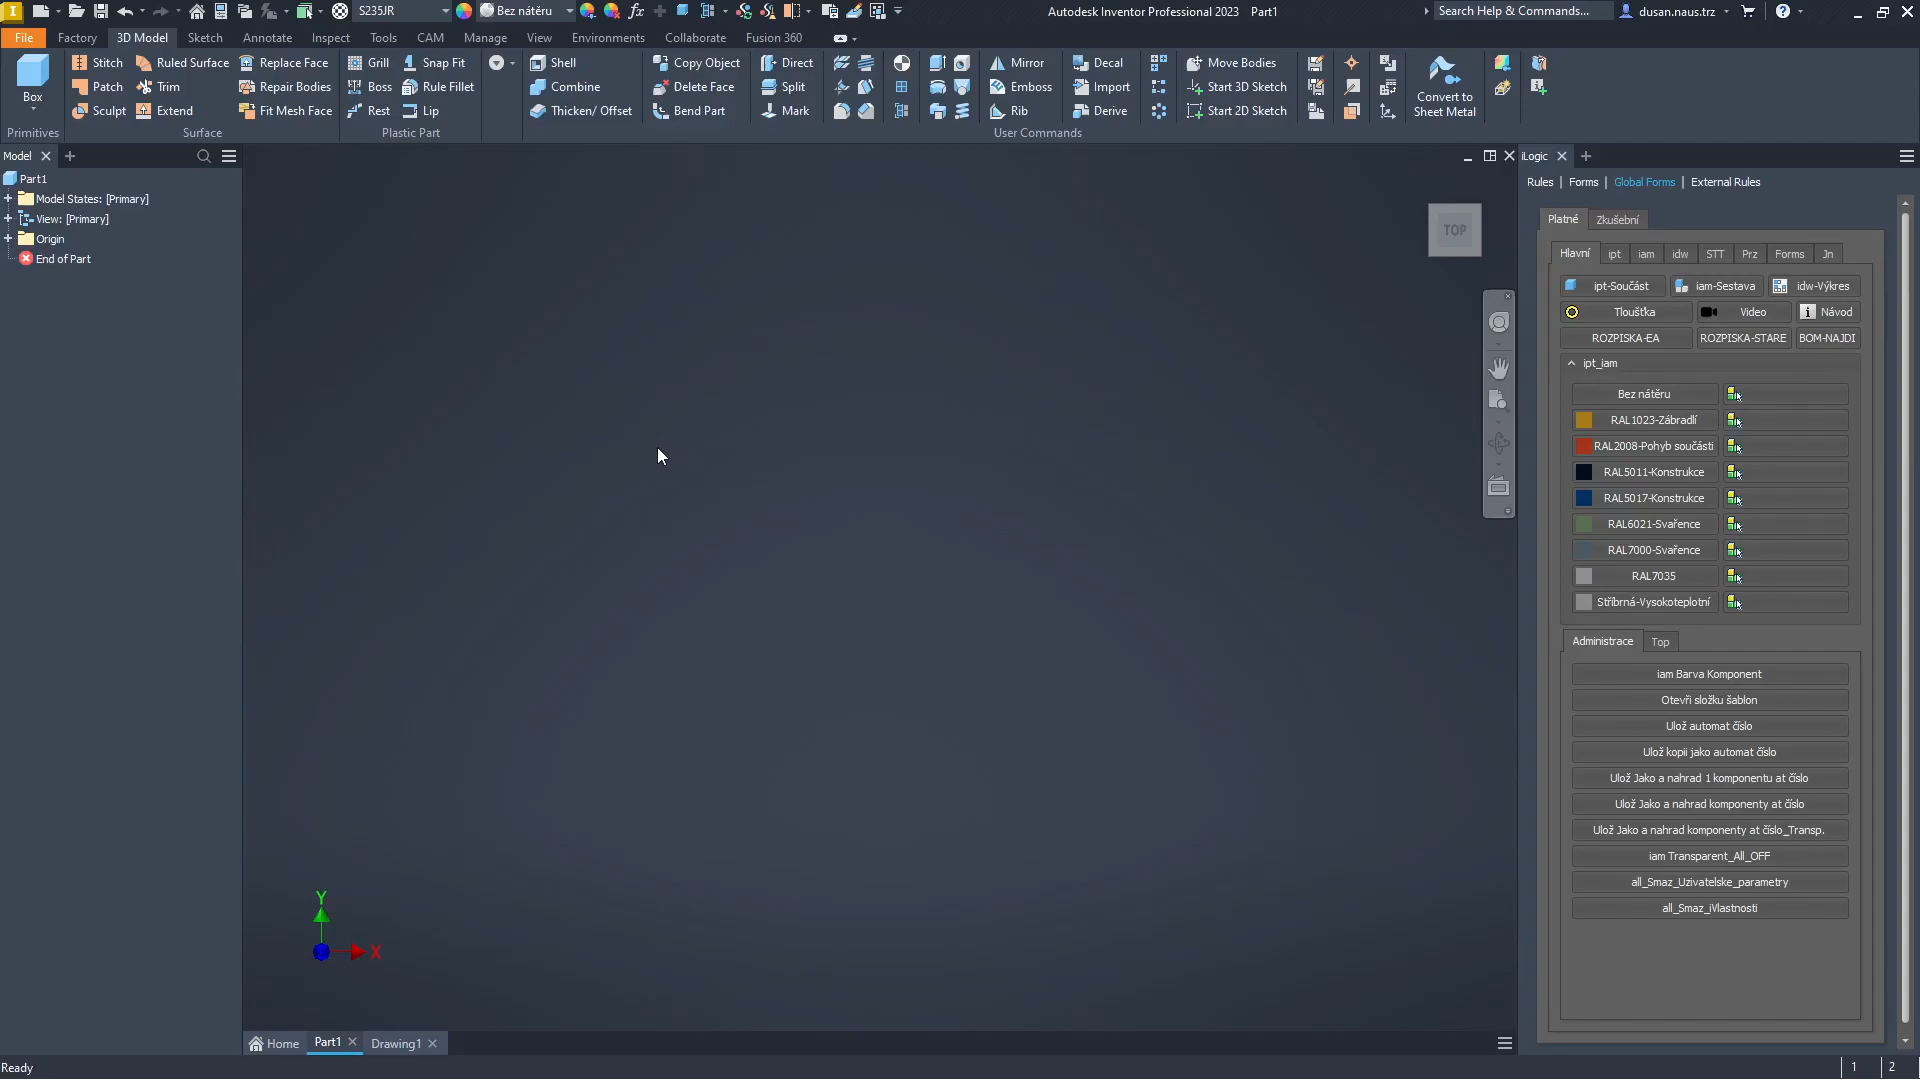 S235JR Bez nátěru fx Autodesk Inventor Professional 2023 Part1 Search Help & Commands... dusan.naus.trz
File Factory 3D Model Sketch Annotate Inspect Tools CAM Manage View Environments Collaborate Fusion 360
Stitch Ruled Surface Replace Face Grill Snap Fit Shell Copy Object Direct Mirror Decal Move Bodies
Box Patch Trim Repair Bodies Boss Rule Fillet Combine Delete Face Split Emboss Import Start 3D Sketch Convert to
Sculpt Extend Fit Mesh Face Rest Lip Thicken/ Offset Bend Part Mark Rib Derive Start 2D Sketch Sheet Metal
Primitives Surface Plastic Part User Commands
Model iLogic
Part1
Model States: [Primary]
View: [Primary]
Origin
End of Part
TOP
Y
X
Rules | Forms | Global Forms | External Rules
Platné Zkušební
Hlavní ipt iam idw STT Prz Forms Jn
ipt-Součást iam-Sestava idw-Výkres
Tloušťka Video Návod
ROZPISKA-EA ROZPISKA-STARE BOM-NAJDI
ipt_iam
Bez nátěru
RAL1023-Zábradlí
RAL2008-Pohyb součásti
RAL5011-Konstrukce
RAL5017-Konstrukce
RAL6021-Svařence
RAL7000-Svařence
RAL7035
Stříbrná-Vysokoteplotní
Administrace Top
iam Barva Komponent
Otevři složku šablon
Ulož automat číslo
Ulož kopii jako automat číslo
Ulož Jako a nahrad 1 komponentu at číslo
Ulož Jako a nahrad komponenty at číslo
Ulož Jako a nahrad komponenty at číslo_Transp.
iam Transparent_All_OFF
all_Smaz_Uzivatelske_parametry
all_Smaz_iVlastnosti
Home Part1 Drawing1
Ready 1 2